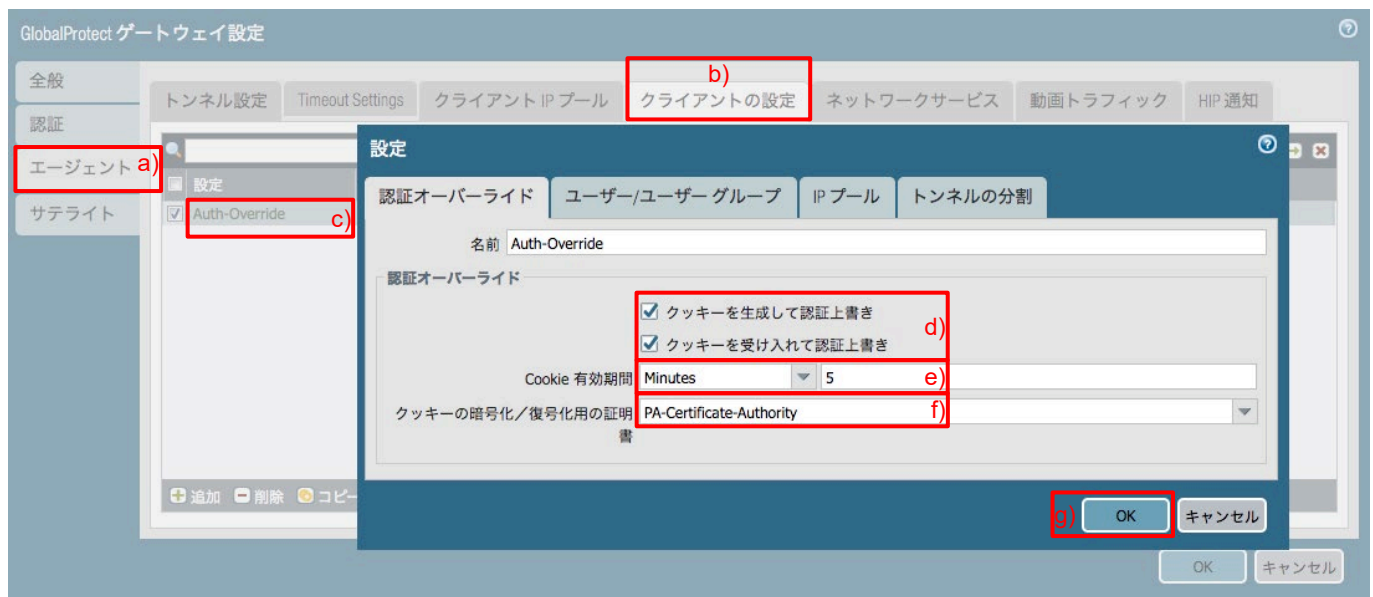 GlobalProtect ゲートウェイ設定
全般
認証
エージェント a)
サテライト
b)
トンネル設定 Timeout Settings クライアント IP プール クライアントの設定 ネットワークサービス 動画トラフィック HIP 通知
設定
Auth-Override c)
追加 削除 コピー
設定
認証オーバーライド ユーザー/ユーザー グループ IP プール トンネルの分割
名前 Auth-Override
認証オーバーライド
クッキーを生成して認証上書き
d)
クッキーを受け入れて認証上書き
Cookie 有効期間 Minutes 5 e)
クッキーの暗号化／復号化用の証明 PA-Certificate-Authority f)
書
g) OK キャンセル
OK キャンセル